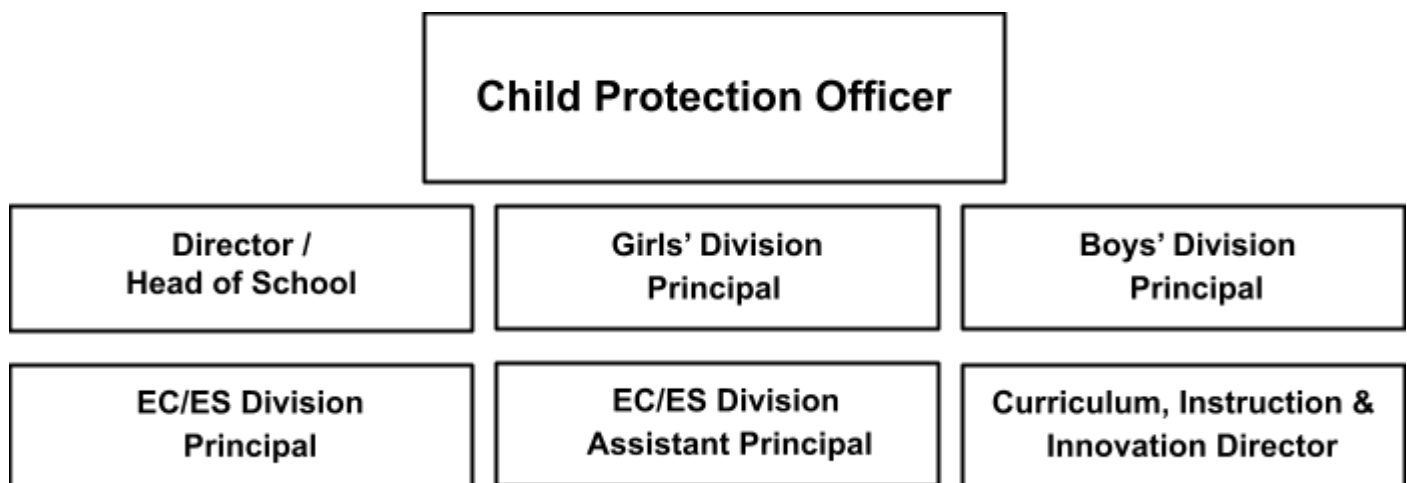 Child Protection Officer
Director /
Head of School
Girls’ Division
Principal
Boys’ Division
Principal
EC/ES Division
Principal
EC/ES Division
Assistant Principal
Curriculum, Instruction &
Innovation Director